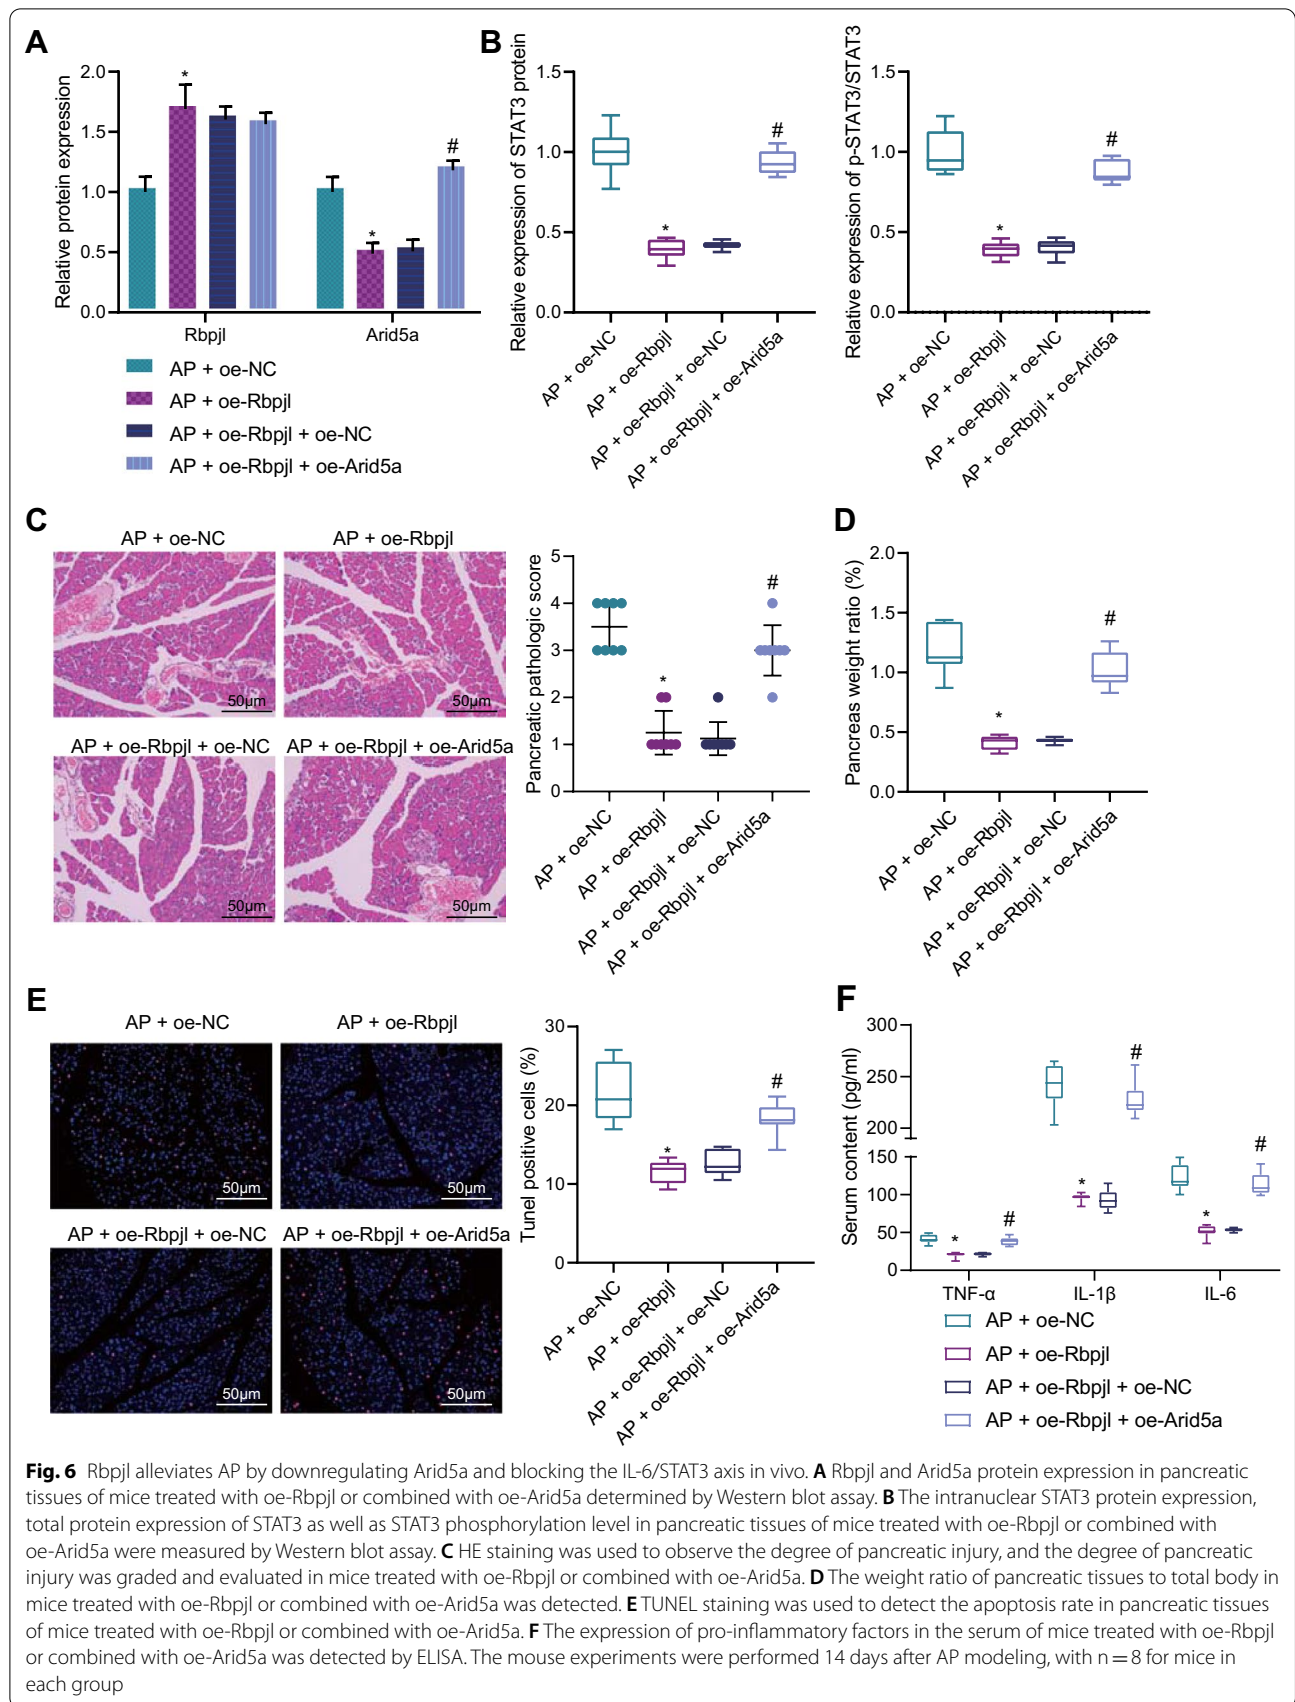 A
Relative protein expression
2.0
1.5
1.0
0.5
0.0
*
*
#
Rbpjl
Arid5a
AP + oe-NC
AP + oe-Rbpjl
AP + oe-Rbpjl + oe-NC
AP + oe-Rbpjl + oe-Arid5a
B
Relative expression of STAT3 protein
1.5
1.0
0.5
0.0
*
#
AP + oe-NC
AP + oe-Rbpjl
AP + oe-Rbpjl + oe-NC
AP + oe-Rbpjl + oe-Arid5a
Relative expression of p-STAT3/STAT3
1.5
1.0
0.5
0.0
*
#
AP + oe-NC
AP + oe-Rbpjl
AP + oe-Rbpjl + oe-NC
AP + oe-Rbpjl + oe-Arid5a
C
AP + oe-NC
AP + oe-Rbpjl
50μm
50μm
AP + oe-Rbpjl + oe-NC
AP + oe-Rbpjl + oe-Arid5a
50μm
50μm
Pancreatic pathologic score
5
4
3
2
1
0
*
#
AP + oe-NC
AP + oe-Rbpjl
AP + oe-Rbpjl + oe-NC
AP + oe-Rbpjl + oe-Arid5a
D
Pancreas weight ratio (%)
2.0
1.5
1.0
0.5
0.0
*
#
AP + oe-NC
AP + oe-Rbpjl
AP + oe-Rbpjl + oe-NC
AP + oe-Rbpjl + oe-Arid5a
E
AP + oe-NC
AP + oe-Rbpjl
50μm
50μm
AP + oe-Rbpjl + oe-NC
AP + oe-Rbpjl + oe-Arid5a
50μm
50μm
Tunel positive cells (%)
30
20
10
0
*
#
AP + oe-NC
AP + oe-Rbpjl
AP + oe-Rbpjl + oe-NC
AP + oe-Rbpjl + oe-Arid5a
F
Serum content (pg/ml)
300
250
200
150
100
50
0
*
#
*
#
*
#
TNF-α
IL-1β
IL-6
AP + oe-NC
AP + oe-Rbpjl
AP + oe-Rbpjl + oe-NC
AP + oe-Rbpjl + oe-Arid5a
Fig. 6 Rbpjl alleviates AP by downregulating Arid5a and blocking the IL-6/STAT3 axis in vivo. A Rbpjl and Arid5a protein expression in pancreatic
tissues of mice treated with oe-Rbpjl or combined with oe-Arid5a determined by Western blot assay. B The intranuclear STAT3 protein expression,
total protein expression of STAT3 as well as STAT3 phosphorylation level in pancreatic tissues of mice treated with oe-Rbpjl or combined with
oe-Arid5a were measured by Western blot assay. C HE staining was used to observe the degree of pancreatic injury, and the degree of pancreatic
injury was graded and evaluated in mice treated with oe-Rbpjl or combined with oe-Arid5a. D The weight ratio of pancreatic tissues to total body in
mice treated with oe-Rbpjl or combined with oe-Arid5a was detected. E TUNEL staining was used to detect the apoptosis rate in pancreatic tissues
of mice treated with oe-Rbpjl or combined with oe-Arid5a. F The expression of pro-inflammatory factors in the serum of mice treated with oe-Rbpjl
or combined with oe-Arid5a was detected by ELISA. The mouse experiments were performed 14 days after AP modeling, with n = 8 for mice in
each group